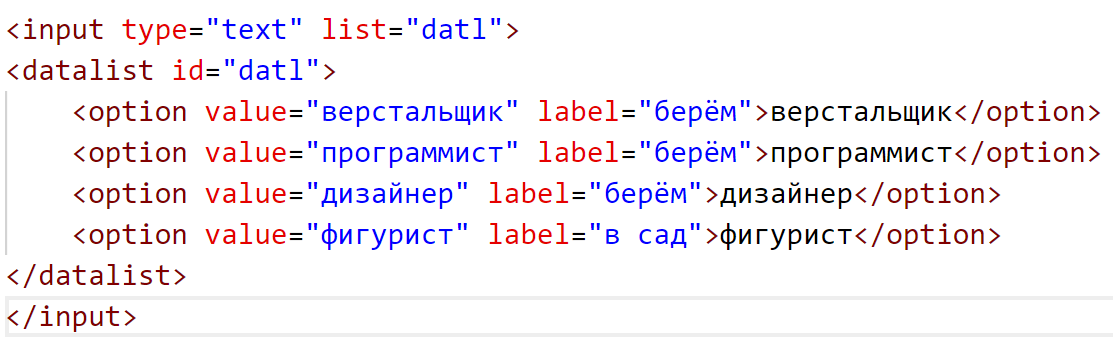 <input type="text" list="datl">
<datalist id="datl">
<option value="верстальщик" label="берём">верстальщик</option>
<option value="программист" label="берём">программист</option>
<option value="дизайнер" label="берём">дизайнер</option>
<option value="фигурист" label="в сад">фигурист</option>
</datalist>
</input>